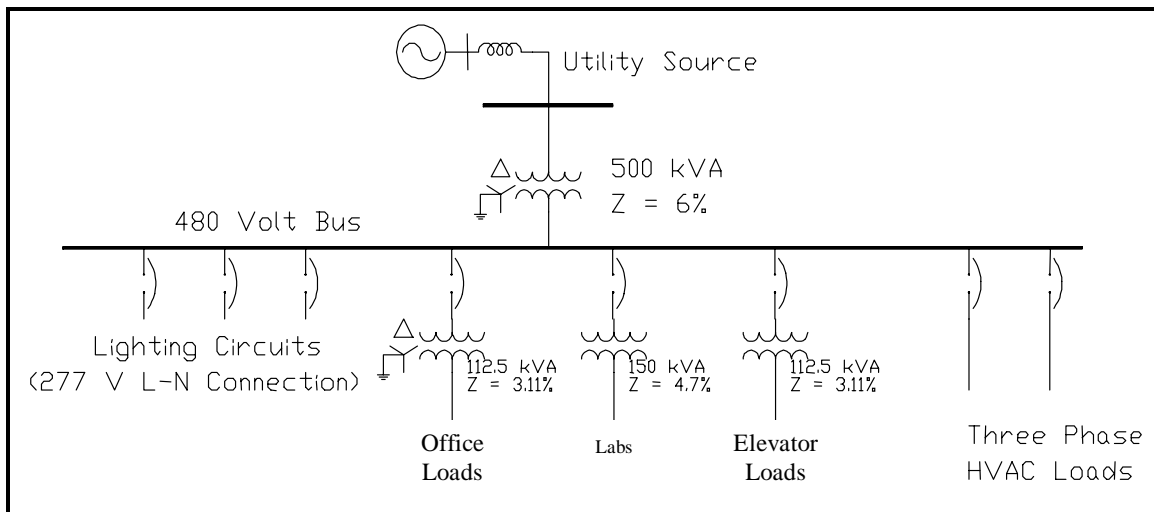 Utility Source
500 kVA
Z = 6%
480 Volt Bus
Lighting Circuits
(277 V L-N Connection)
112.5 kVA
Z = 3.11%
Office
Loads
150 kVA
Z = 4.7%
Labs
112.5 kVA
Z = 3.11%
Elevator
Loads
Three Phase
HVAC Loads